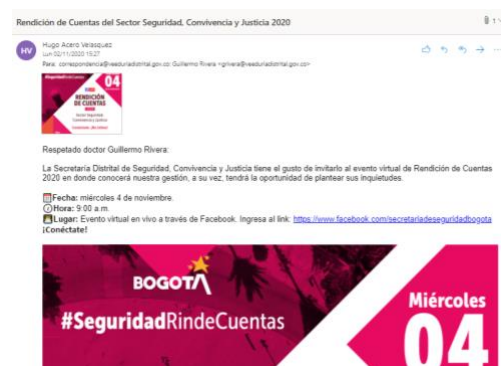 Rendición de Cuentas del Sector Seguridad, Convivencia y Justicia 2020
HV
Hugo Acero Velásquez
Lun 02/11/2020 15:27
Para: correspondencia@veeduriadistrital.gov.co; Guillermo Rivera <grivera@veeduriadistrital.gov.co>
#SeguridadRindeCuentas
04
RENDICIÓN
DE CUENTAS
Respetado doctor Guillermo Rivera:
La Secretaría Distrital de Seguridad, Convivencia y Justicia tiene el gusto de invitarlo al evento virtual de Rendición de Cuentas
2020 en donde conocerá nuestra gestión, a su vez, tendrá la oportunidad de plantear sus inquietudes.
Fecha: miércoles 4 de noviembre.
Hora: 9:00 a.m.
Lugar: Evento virtual en vivo a través de Facebook. Ingresa al link: https://www.facebook.com/secretariadeseguridadbogota
¡Conéctate!
BOGOTÁ
#SeguridadRindeCuentas
Miércoles
04